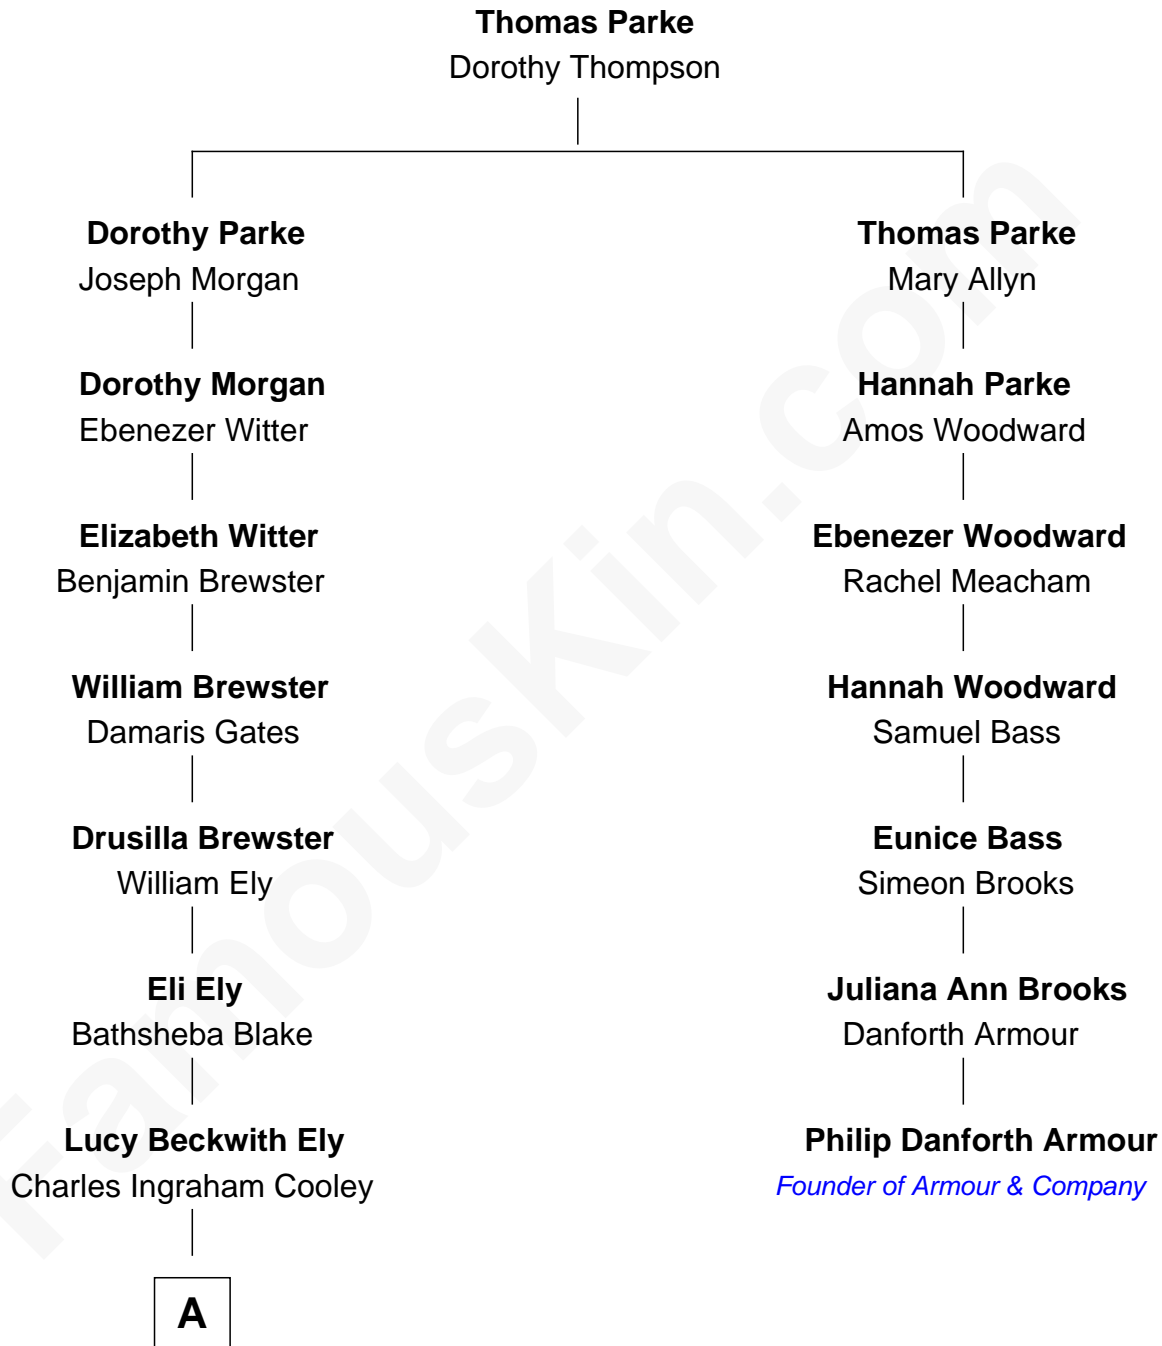 Thomas Parke
Dorothy Thompson
Dorothy Parke
Joseph Morgan
Thomas Parke
Mary Allyn
Dorothy Morgan
Ebenezer Witter
Hannah Parke
Amos Woodward
Elizabeth Witter
Benjamin Brewster
Ebenezer Woodward
Rachel Meacham
William Brewster
Damaris Gates
Hannah Woodward
Samuel Bass
Drusilla Brewster
William Ely
Eunice Bass
Simeon Brooks
Eli Ely
Bathsheba Blake
Juliana Ann Brooks
Danforth Armour
Lucy Beckwith Ely
Charles Ingraham Cooley
Philip Danforth Armour
Founder of Armour & Company
A
FamousKin.com